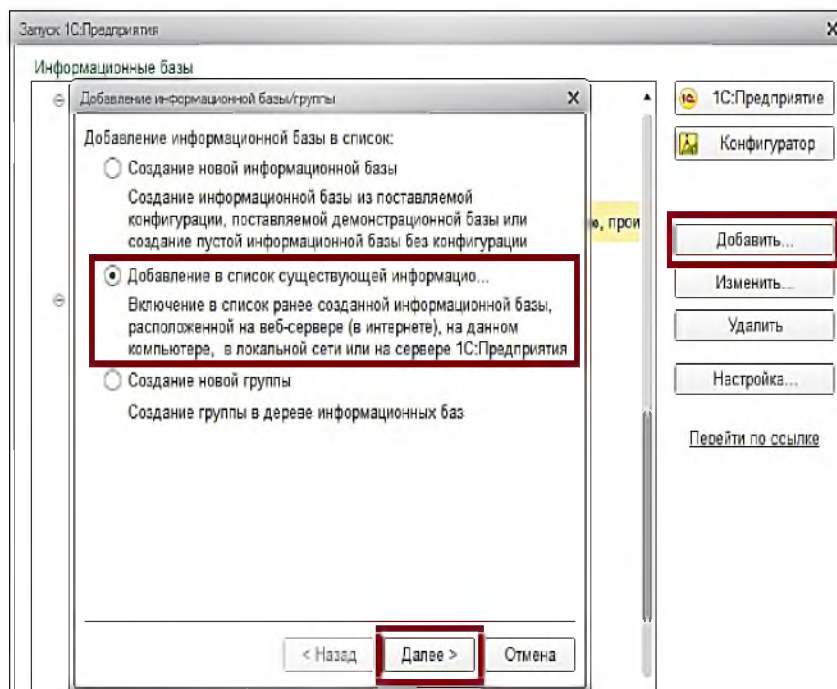 Запуск 1С:Предприятия
Информационные базы
Добавление информационной базы/группы
Добавление информационной базы в список:
Создание новой информационной базы
Создание информационной базы из поставляемой
конфигурации, поставляемой демонстрационной базы или
создание пустой информационной базы без конфигурации
Добавление в список существующей информацио...
Включение в список ранее созданной информационной базы,
расположенной на веб-сервере (в интернете), на данном
компьютере, в локальной сети или на сервере 1С:Предприятия
Создание новой группы
Создание группы в дереве информационных баз
< Назад
Далее >
Отмена
прои
1С:Предприятие
Конфигуратор
Добавить...
Изменить...
Удалить
Настройка...
Перейти по ссылке